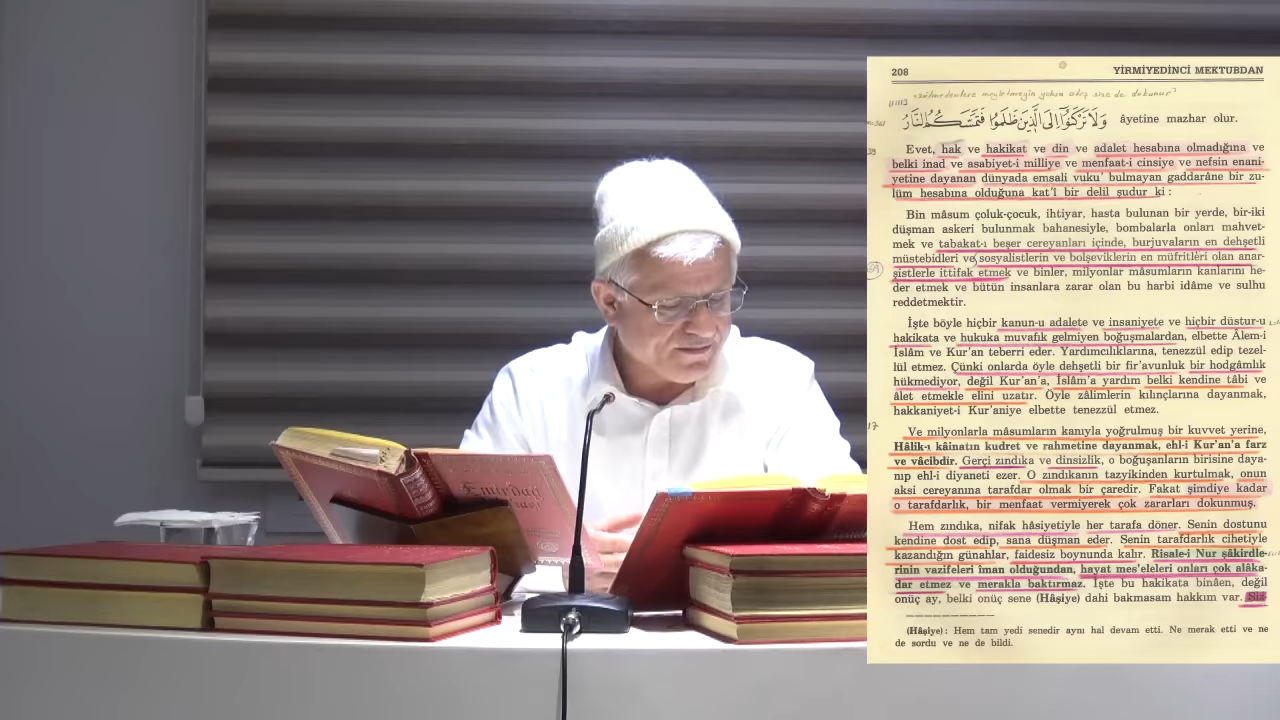 208 YİRMİYEDİNCİ MEKTUBDAN
وَلَا تَرْكَنُٓوا اِلَى الَّذٖينَ ظَلَمُوا فَتَمَسَّكُمُ النَّارُ âyetine mazhar olur.
Evet, hak ve hakikat ve din ve adalet hesabına olmadığına ve
belki inad ve asabiyet-i milliye ve menfaat-i cinsiye ve nefsin enani-
yetine dayanan dünyada emsali vuku' bulmayan gaddarâne bir zu-
lüm hesabına olduğuna kat'î bir delil şudur ki :
Bin mâsum çoluk-çocuk, ihtiyar, hasta bulunan bir yerde, bir-iki
düşman askeri bulunmak bahanesiyle, bombalarla onları mahvet-
mek ve tabakat-ı beşer cereyanları içinde, burjuvaların en dehşetli
müstebidleri ve sosyalistlerin ve bolşeviklerin en müfritleri olan anar-
şistlerle ittifak etmek ve binler, milyonlar mâsumların kanlarını he-
der etmek ve bütün insanlara zarar olan bu harbi idâme ve sulhu
reddetmektir.
İşte böyle hiçbir kanun-u adalete ve insaniyete ve hiçbir düstur-u
hakikata ve hukuka muvafık gelmiyen boğuşmalardan, elbette Âlem-i
İslâm ve Kur'an teberri eder. Yardımcılıklarına, tenezzül edip tezel-
lül etmez. Çünki onlarda öyle dehşetli bir fir'avunluk bir hodgâmlık
hükmediyor, değil Kur'an'a, İslâm'a yardım belki kendine tâbi ve
âlet etmekle elini uzatır. Öyle zâlimlerin kılınçlarına dayanmak,
hakkaniyet-i Kur'aniye elbette tenezzül etmez.
Ve milyonlarla mâsumların kanıyla yoğrulmuş bir kuvvet yerine,
Hâlik-ı kâinatın kudret ve rahmetine dayanmak, ehl-i Kur'an'a farz
ve vâcibdir. Gerçi zındıka ve dinsizlik, o boğuşanların birisine daya-
nıp ehl-i diyaneti ezer. O zındıkanın tazyikinden kurtulmak, onun
aksi cereyanına tarafdar olmak bir çaredir. Fakat şimdiye kadar
o tarafdarlık, bir menfaat vermiyerek çok zararları dokunmuş.
Hem zındıka, nifak hâsiyetiyle her tarafa döner. Senin dostunu
kendine dost edip, sana düşman eder. Senin tarafdarlık cihetiyle
kazandığın günahlar, faidesiz boynunda kalır. Risale-i Nur şâkirdle-
rinin vazifeleri îman olduğundan, hayat mes'eleleri onları çok alâka-
dar etmez ve merakla baktırmaz. İşte bu hakikata binâen, değil
onüç ay, belki onüç sene (Hâşiye) dahi bakmasam hakkım var. Siz
(Hâşiye) : Hem tam yedi senedir aynı hal devam etti. Ne merak etti ve ne
de sordu ve ne de bildi.
Emirdağ